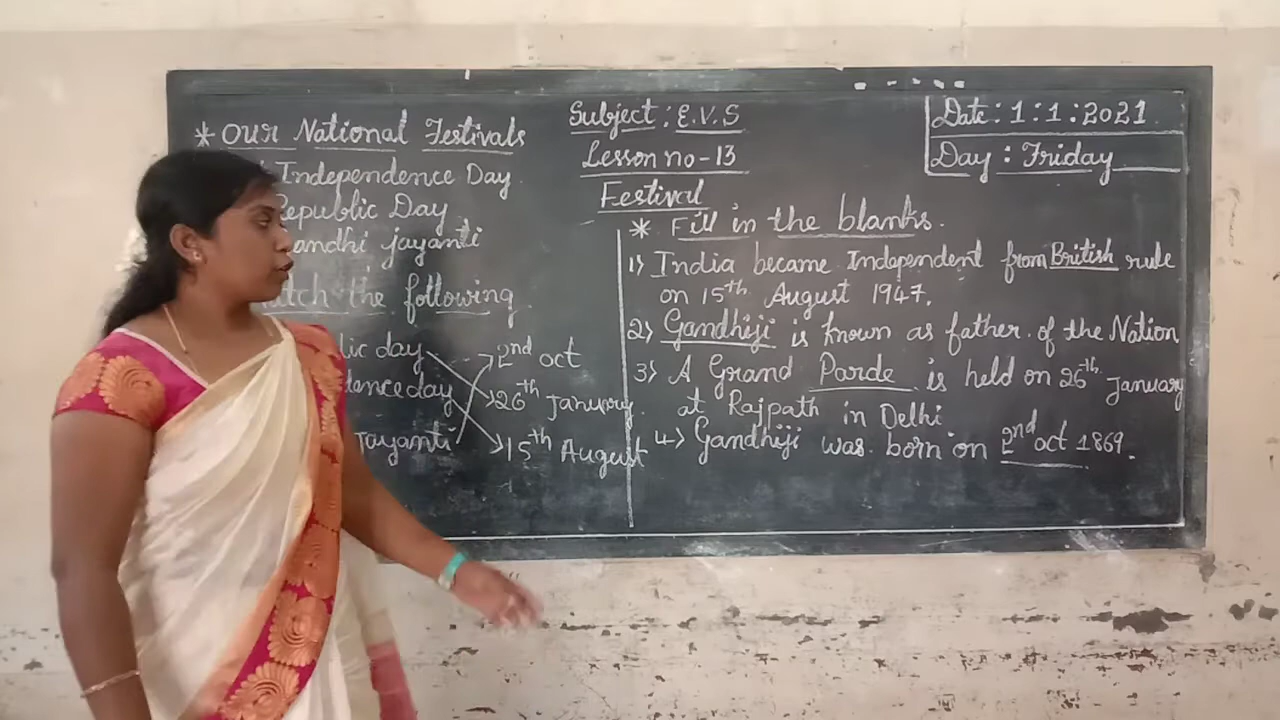 Subject : E.V.S
Lesson no - 13
Festival
Date : 1 : 1 : 2021
Day : Friday
* Our National Festivals
Independence Day
Republic Day
andhi jayanti
atch the following
lic day
2nd oct
dence day
26th January.
Jayanti
15th August
* Fill in the blanks.
1) India became Independent from British rule
on 15th August 1947.
2) Gandhiji is known as father of the Nation
3) A Grand Parde is held on 26th January
at Rajpath in Delhi
4) Gandhiji was born on 2nd oct 1869.